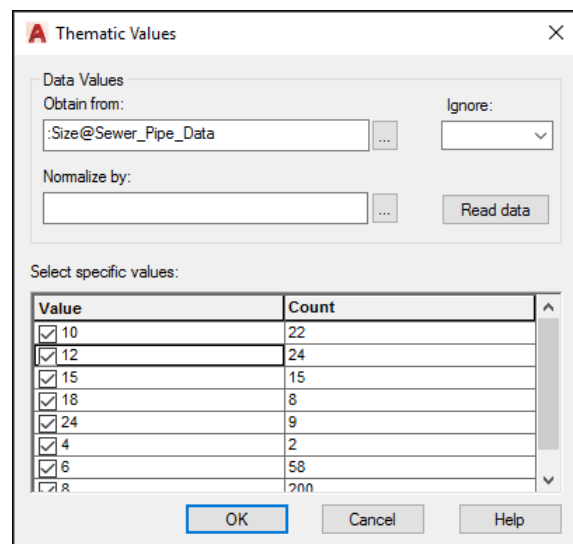 Thematic Values
Data Values
Obtain from:
Ignore:
:Size@Sewer_Pipe_Data
...
Normalize by:
...
Read data
Select specific values:
Value Count
10 22
12 24
15 15
18 8
24 9
4 2
6 58
8 200
OK Cancel Help